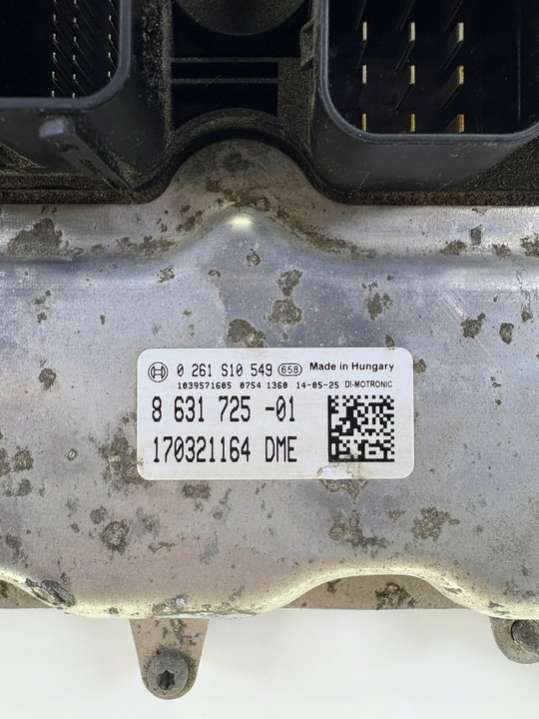 0 261 S10 549 658 Made in Hungary
1039571605 0754 1360 14-05-25 DI-MOTRONIC
8 631 725 -01
170321164 DME